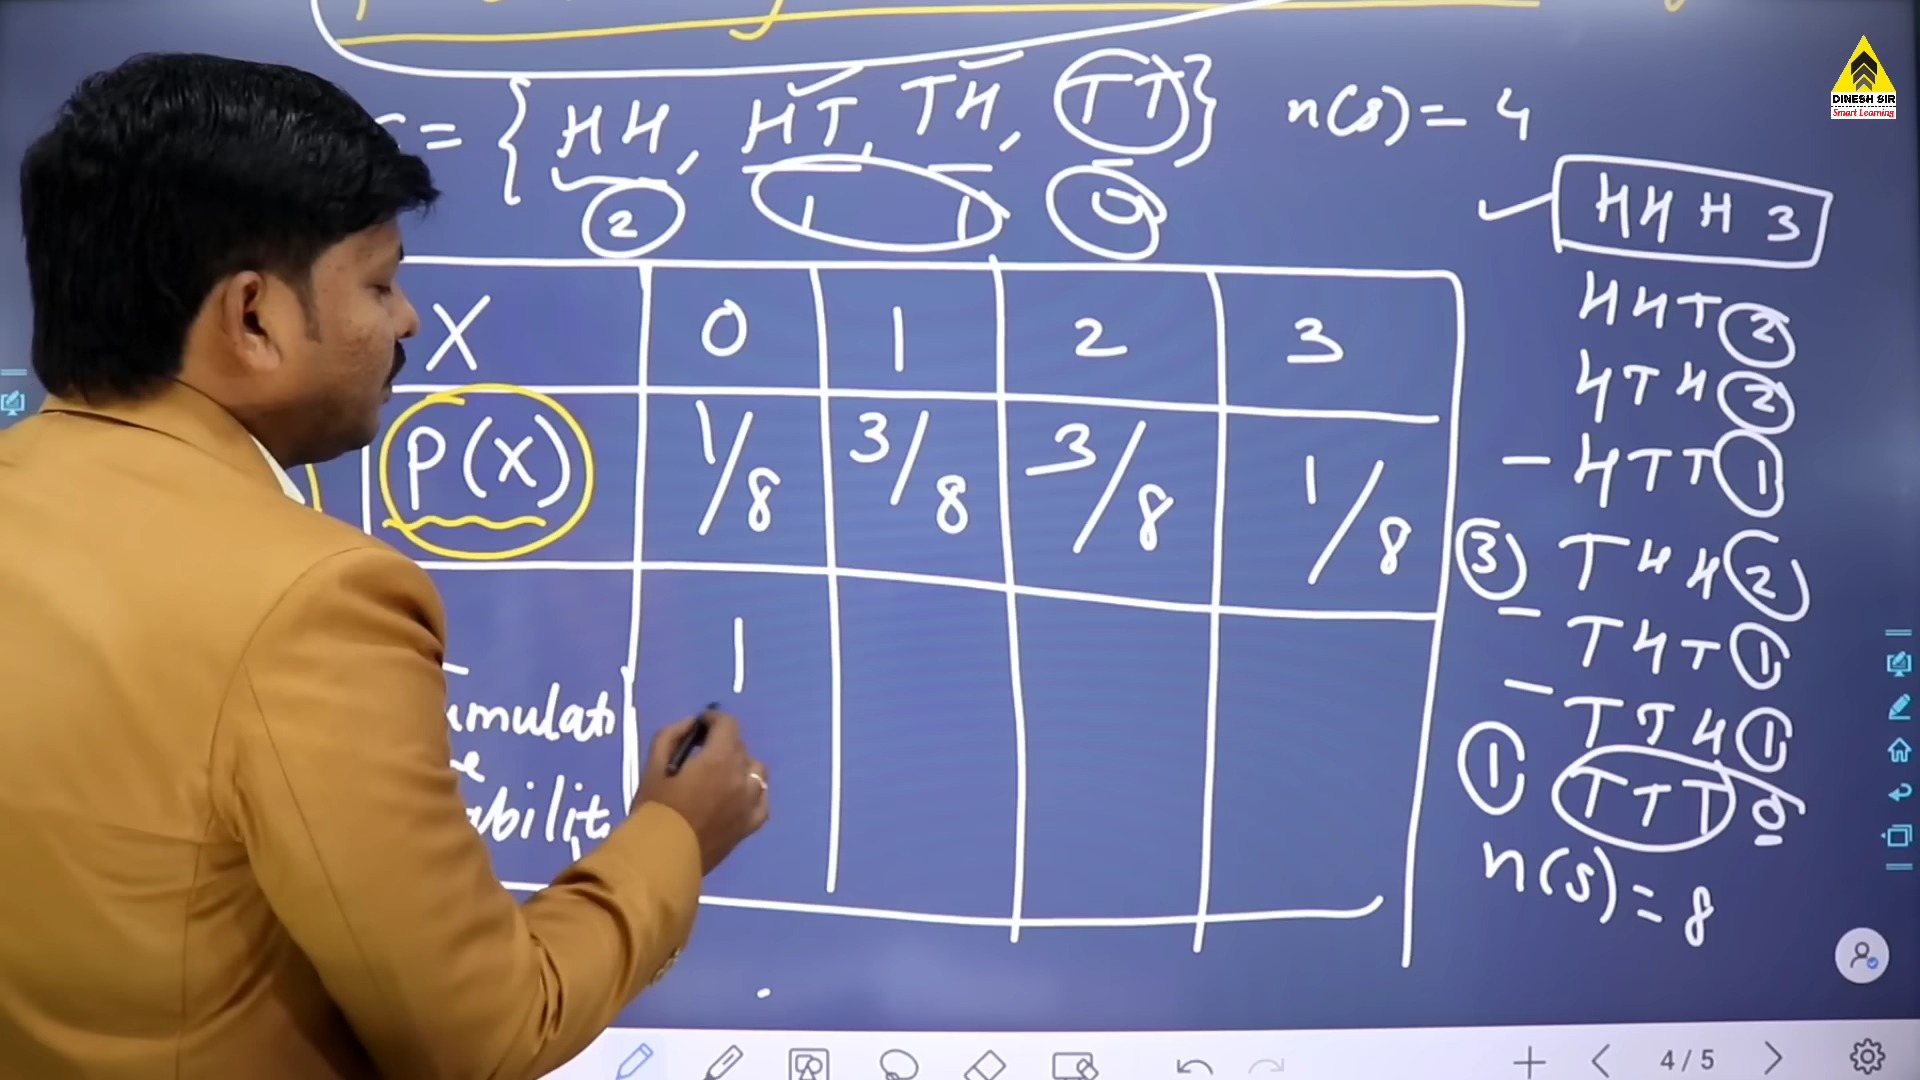 = { HH, HT, TH, TT } n(s) = 4
2 1 1 0
HHH 3
HHT 2
HTH 2
HTT 1
THH 2
THT 1
TTH 1
TTT 0
3
1
n(s) = 8
X 0 1 2 3
P(X) 1/8 3/8 3/8 1/8
1
DINESH SIR
Smart Learning
4 / 5